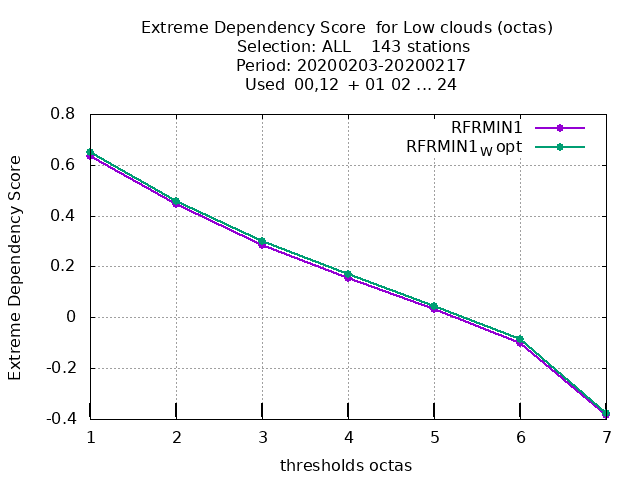 Extreme Dependency Score  for Low clouds (octas)
Selection: ALL    143 stations
Period: 20200203-20200217
Used  00,12  + 01 02 ... 24
RFRMIN1
RFRMIN1W opt
Extreme Dependency Score
0.8
0.6
0.4
0.2
0
-0.2
-0.4
1 2 3 4 5 6 7
thresholds octas